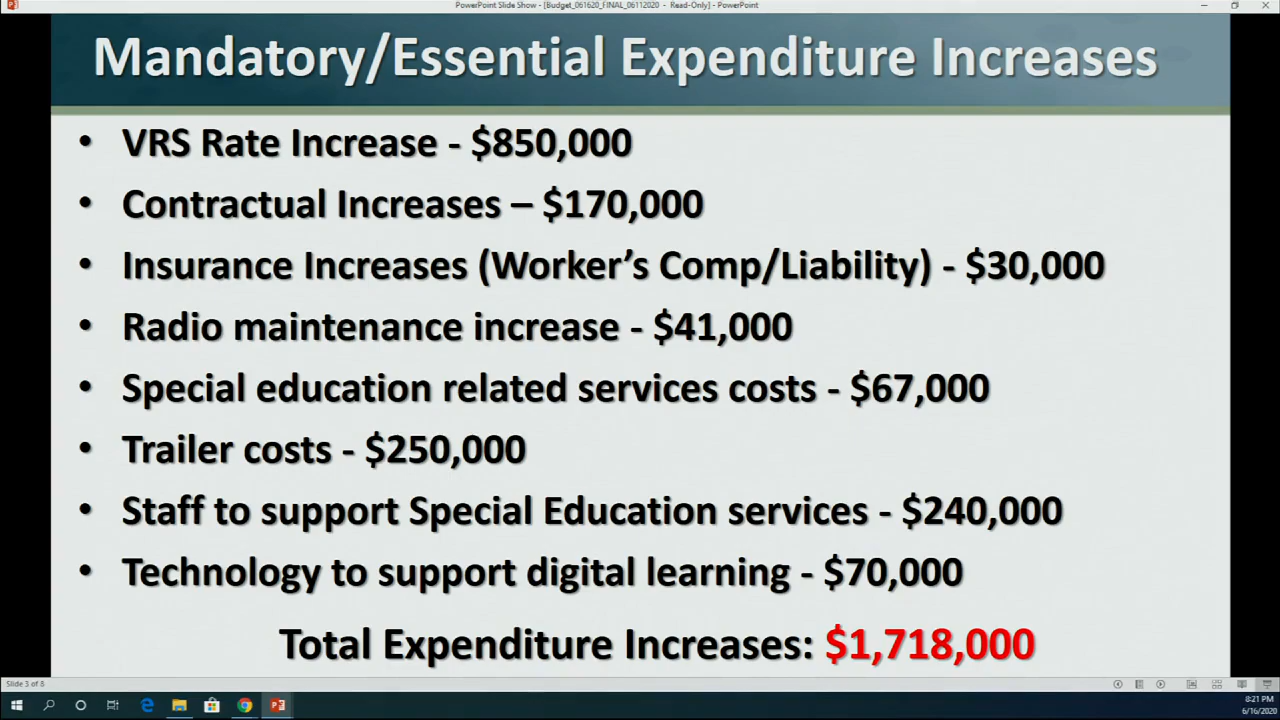 PowerPoint Slide Show - [Budget_061620_FINAL_06112020 - Read-Only] - PowerPoint
Mandatory/Essential Expenditure Increases
• VRS Rate Increase - $850,000
• Contractual Increases – $170,000
• Insurance Increases (Worker’s Comp/Liability) - $30,000
• Radio maintenance increase - $41,000
• Special education related services costs - $67,000
• Trailer costs - $250,000
• Staff to support Special Education services - $240,000
• Technology to support digital learning - $70,000
Total Expenditure Increases: $1,718,000
Slide 3 of 8
8:21 PM
6/16/2020